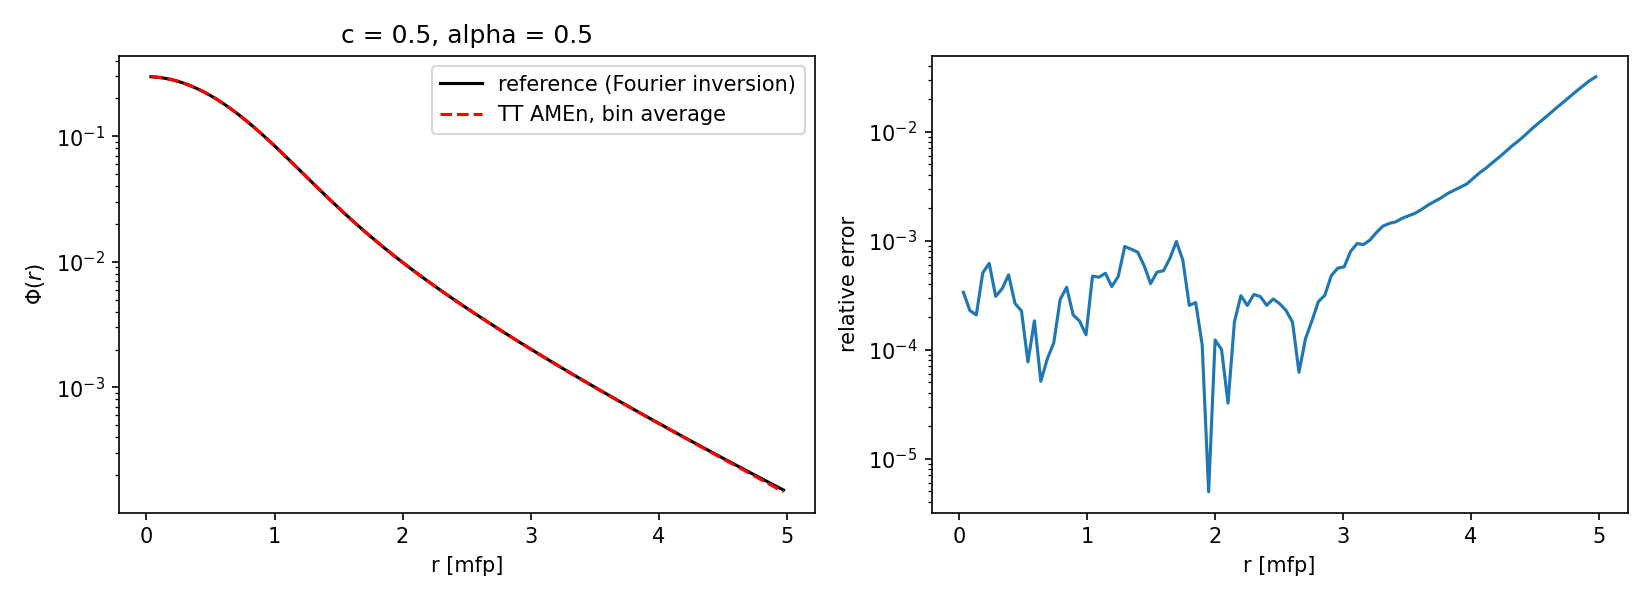 c = 0.5, alpha = 0.5
reference (Fourier inversion)
TT AMEn, bin average
Φ(r)
10⁻¹
10⁻²
10⁻³
0 1 2 3 4 5
r [mfp]
relative error
10⁻²
10⁻³
10⁻⁴
10⁻⁵
0 1 2 3 4 5
r [mfp]